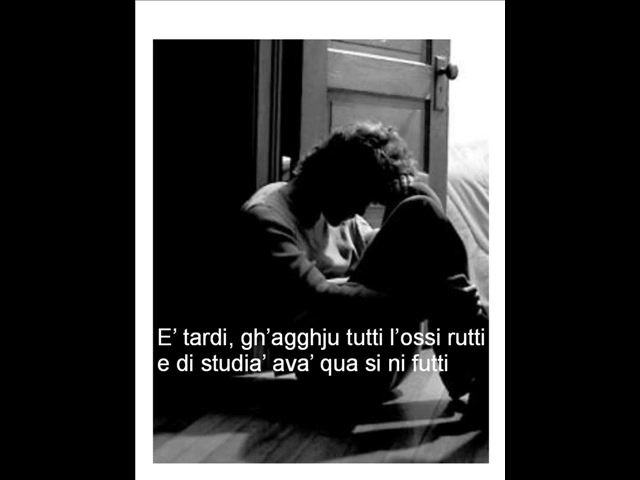 E’ tardi, gh’agghju tutti l’ossi rutti
e di studia’ ava’ qua si ni futti